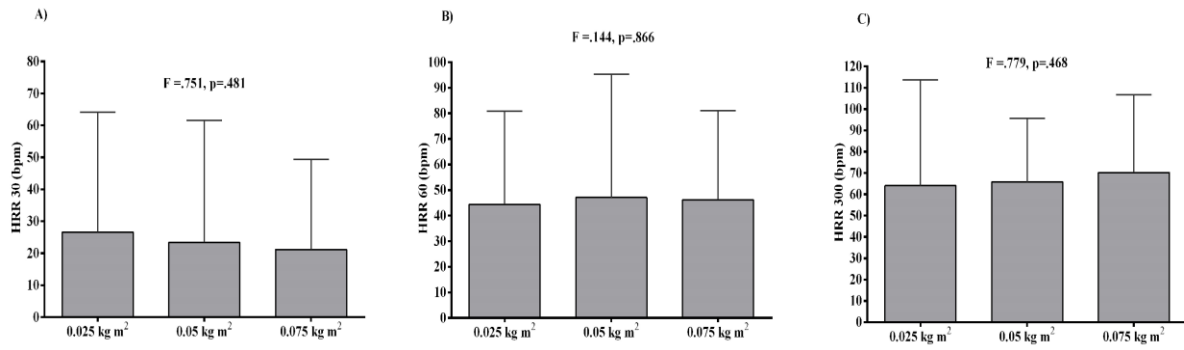 A)
F =.751, p=.481
HRR 30 (bpm)
80
70
60
50
40
30
20
10
0
0.025 kg m²
0.05 kg m²
0.075 kg m²
B)
F =.144, p=.866
HRR 60 (bpm)
100
90
80
70
60
50
40
30
20
10
0
0.025 kg m²
0.05 kg m²
0.075 kg m²
C)
F =.779, p=.468
HRR 300 (bpm)
120
110
100
90
80
70
60
50
40
30
20
10
0
0.025 kg m²
0.05 kg m²
0.075 kg m²